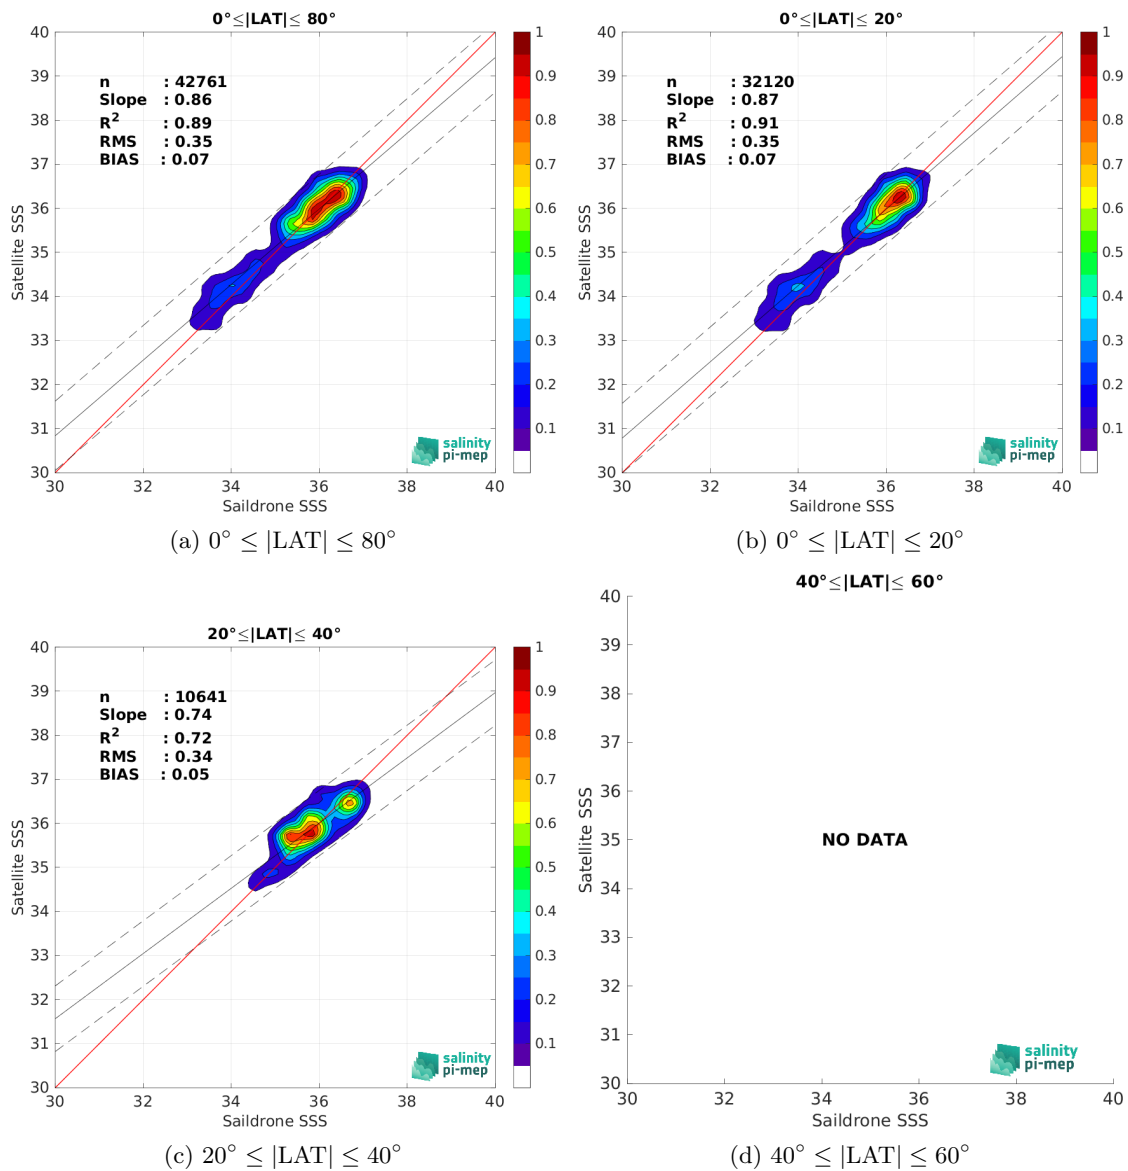 0°≤|LAT|≤ 80°
40
39
38
37
36
35
34
33
32
31
30
Satellite SSS
n : 42761
Slope : 0.86
R² : 0.89
RMS : 0.35
BIAS : 0.07
salinity
pi-mep
30 32 34 36 38 40
Saildrone SSS
1
0.9
0.8
0.7
0.6
0.5
0.4
0.3
0.2
0.1
(a) 0° ≤ |LAT| ≤ 80°
0°≤|LAT|≤ 20°
40
39
38
37
36
35
34
33
32
31
30
Satellite SSS
n : 32120
Slope : 0.87
R² : 0.91
RMS : 0.35
BIAS : 0.07
salinity
pi-mep
30 32 34 36 38 40
Saildrone SSS
1
0.9
0.8
0.7
0.6
0.5
0.4
0.3
0.2
0.1
(b) 0° ≤ |LAT| ≤ 20°
20°≤|LAT|≤ 40°
40
39
38
37
36
35
34
33
32
31
30
Satellite SSS
n : 10641
Slope : 0.74
R² : 0.72
RMS : 0.34
BIAS : 0.05
salinity
pi-mep
30 32 34 36 38 40
Saildrone SSS
1
0.9
0.8
0.7
0.6
0.5
0.4
0.3
0.2
0.1
(c) 20° ≤ |LAT| ≤ 40°
40°≤|LAT|≤ 60°
40
39
38
37
36
35
34
33
32
31
30
Satellite SSS
NO DATA
salinity
pi-mep
30 32 34 36 38 40
Saildrone SSS
(d) 40° ≤ |LAT| ≤ 60°